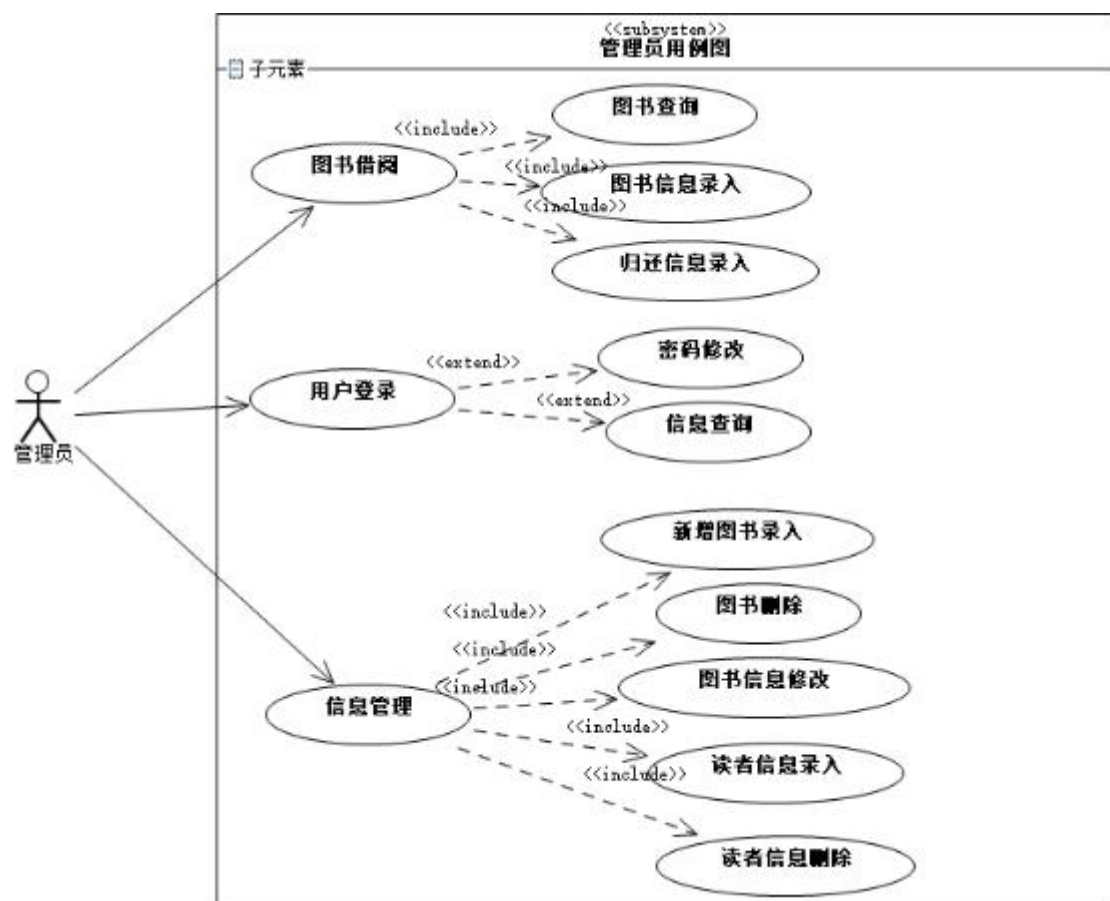 <<subsystem>>
管理员用例图
子元素
图书查询
<<include>>
图书借阅
<<include>>
图书信息录入
<<include>>
归还信息录入
密码修改
<<extend>>
用户登录
<<extend>>
信息查询
管理员
新增图书录入
图书删除
<<include>>
<<include>>
图书信息修改
<<include>>
信息管理
<<include>>
读者信息录入
<<include>>
读者信息删除